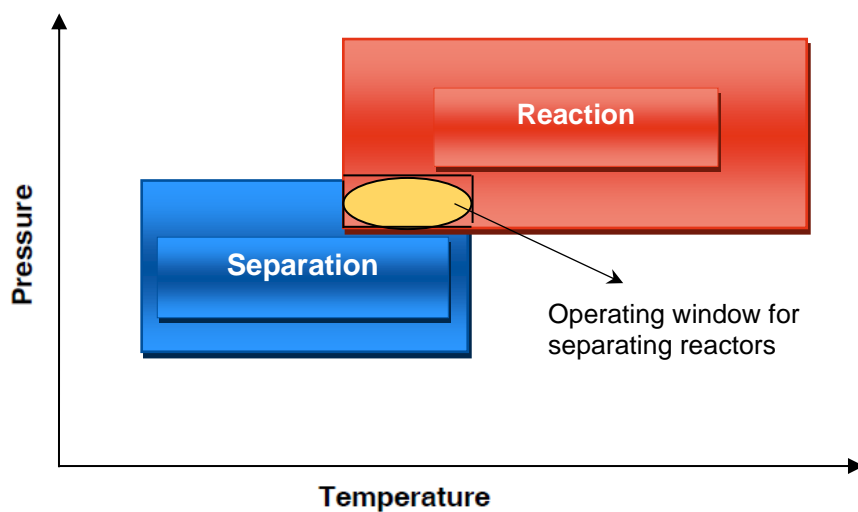 Reaction
Separation
Pressure
Operating window for
separating reactors
Temperature